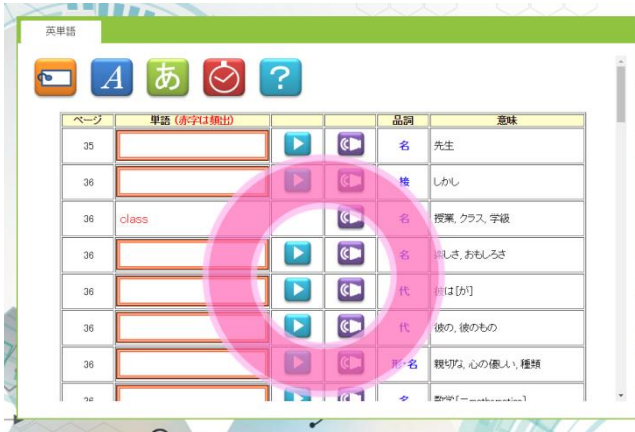 英単語
A あ ?
ページ 単語 (赤字は頻出) 品詞 意味
35 名 先生
36 接 しかし
36 class 名 授業, クラス, 学級
36 名 おもしろさ
36 代 彼は[が]
36 代 彼の, 彼のもの
36 形・名 親切な, 心の優しい, 種類